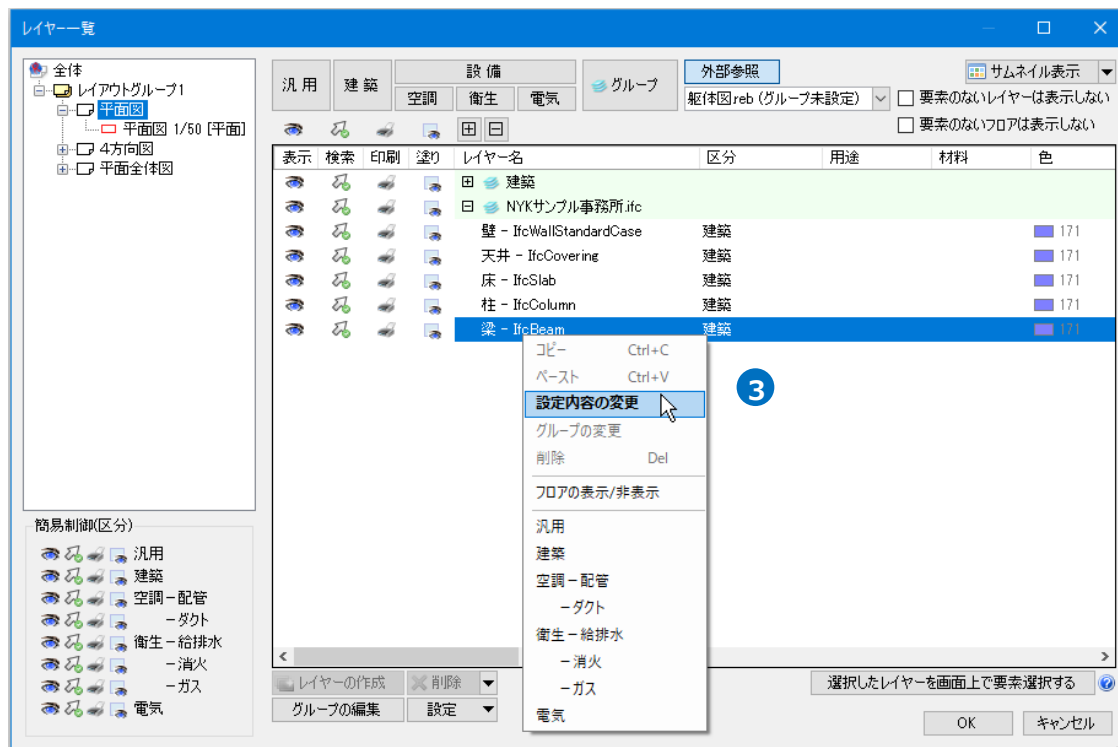 レイヤー一覧
全体
レイアウトグループ1
平面図
平面図 1/50 [平面]
4方向図
平面全体図
汎用
建築
設備
空調
衛生
電気
グループ
外部参照
躯体図.reb (グループ未設定)
サムネイル表示
要素のないレイヤーは表示しない
要素のないフロアは表示しない
表示 検索 印刷 塗り レイヤー名 区分 用途 材料 色
建築
NYKサンプル事務所.ifc
壁 - IfcWallStandardCase 建築 171
天井 - IfcCovering 建築 171
床 - IfcSlab 建築 171
柱 - IfcColumn 建築 171
梁 - IfcBeam 建築 171
コピー Ctrl+C
ペースト Ctrl+V
設定内容の変更
グループの変更
削除 Del
フロアの表示/非表示
汎用
建築
空調－配管
－ダクト
衛生－給排水
－消火
－ガス
電気
3
簡易制御(区分)
汎用
建築
空調－配管
－ダクト
衛生－給排水
－消火
－ガス
電気
レイヤーの作成
削除
選択したレイヤーを画面上で要素選択する
グループの編集
設定
OK
キャンセル